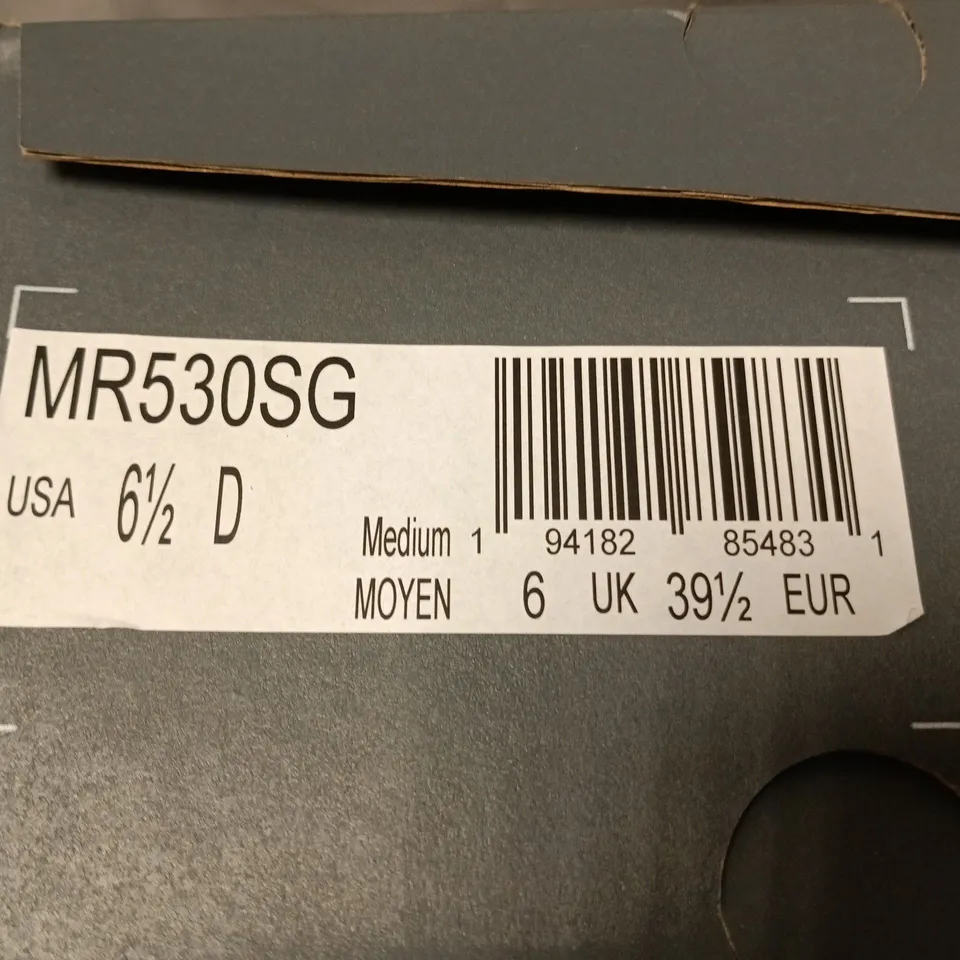 MR530SG
USA 6½ D
Medium 1 94182 85483 1
MOYEN 6 UK 39½ EUR